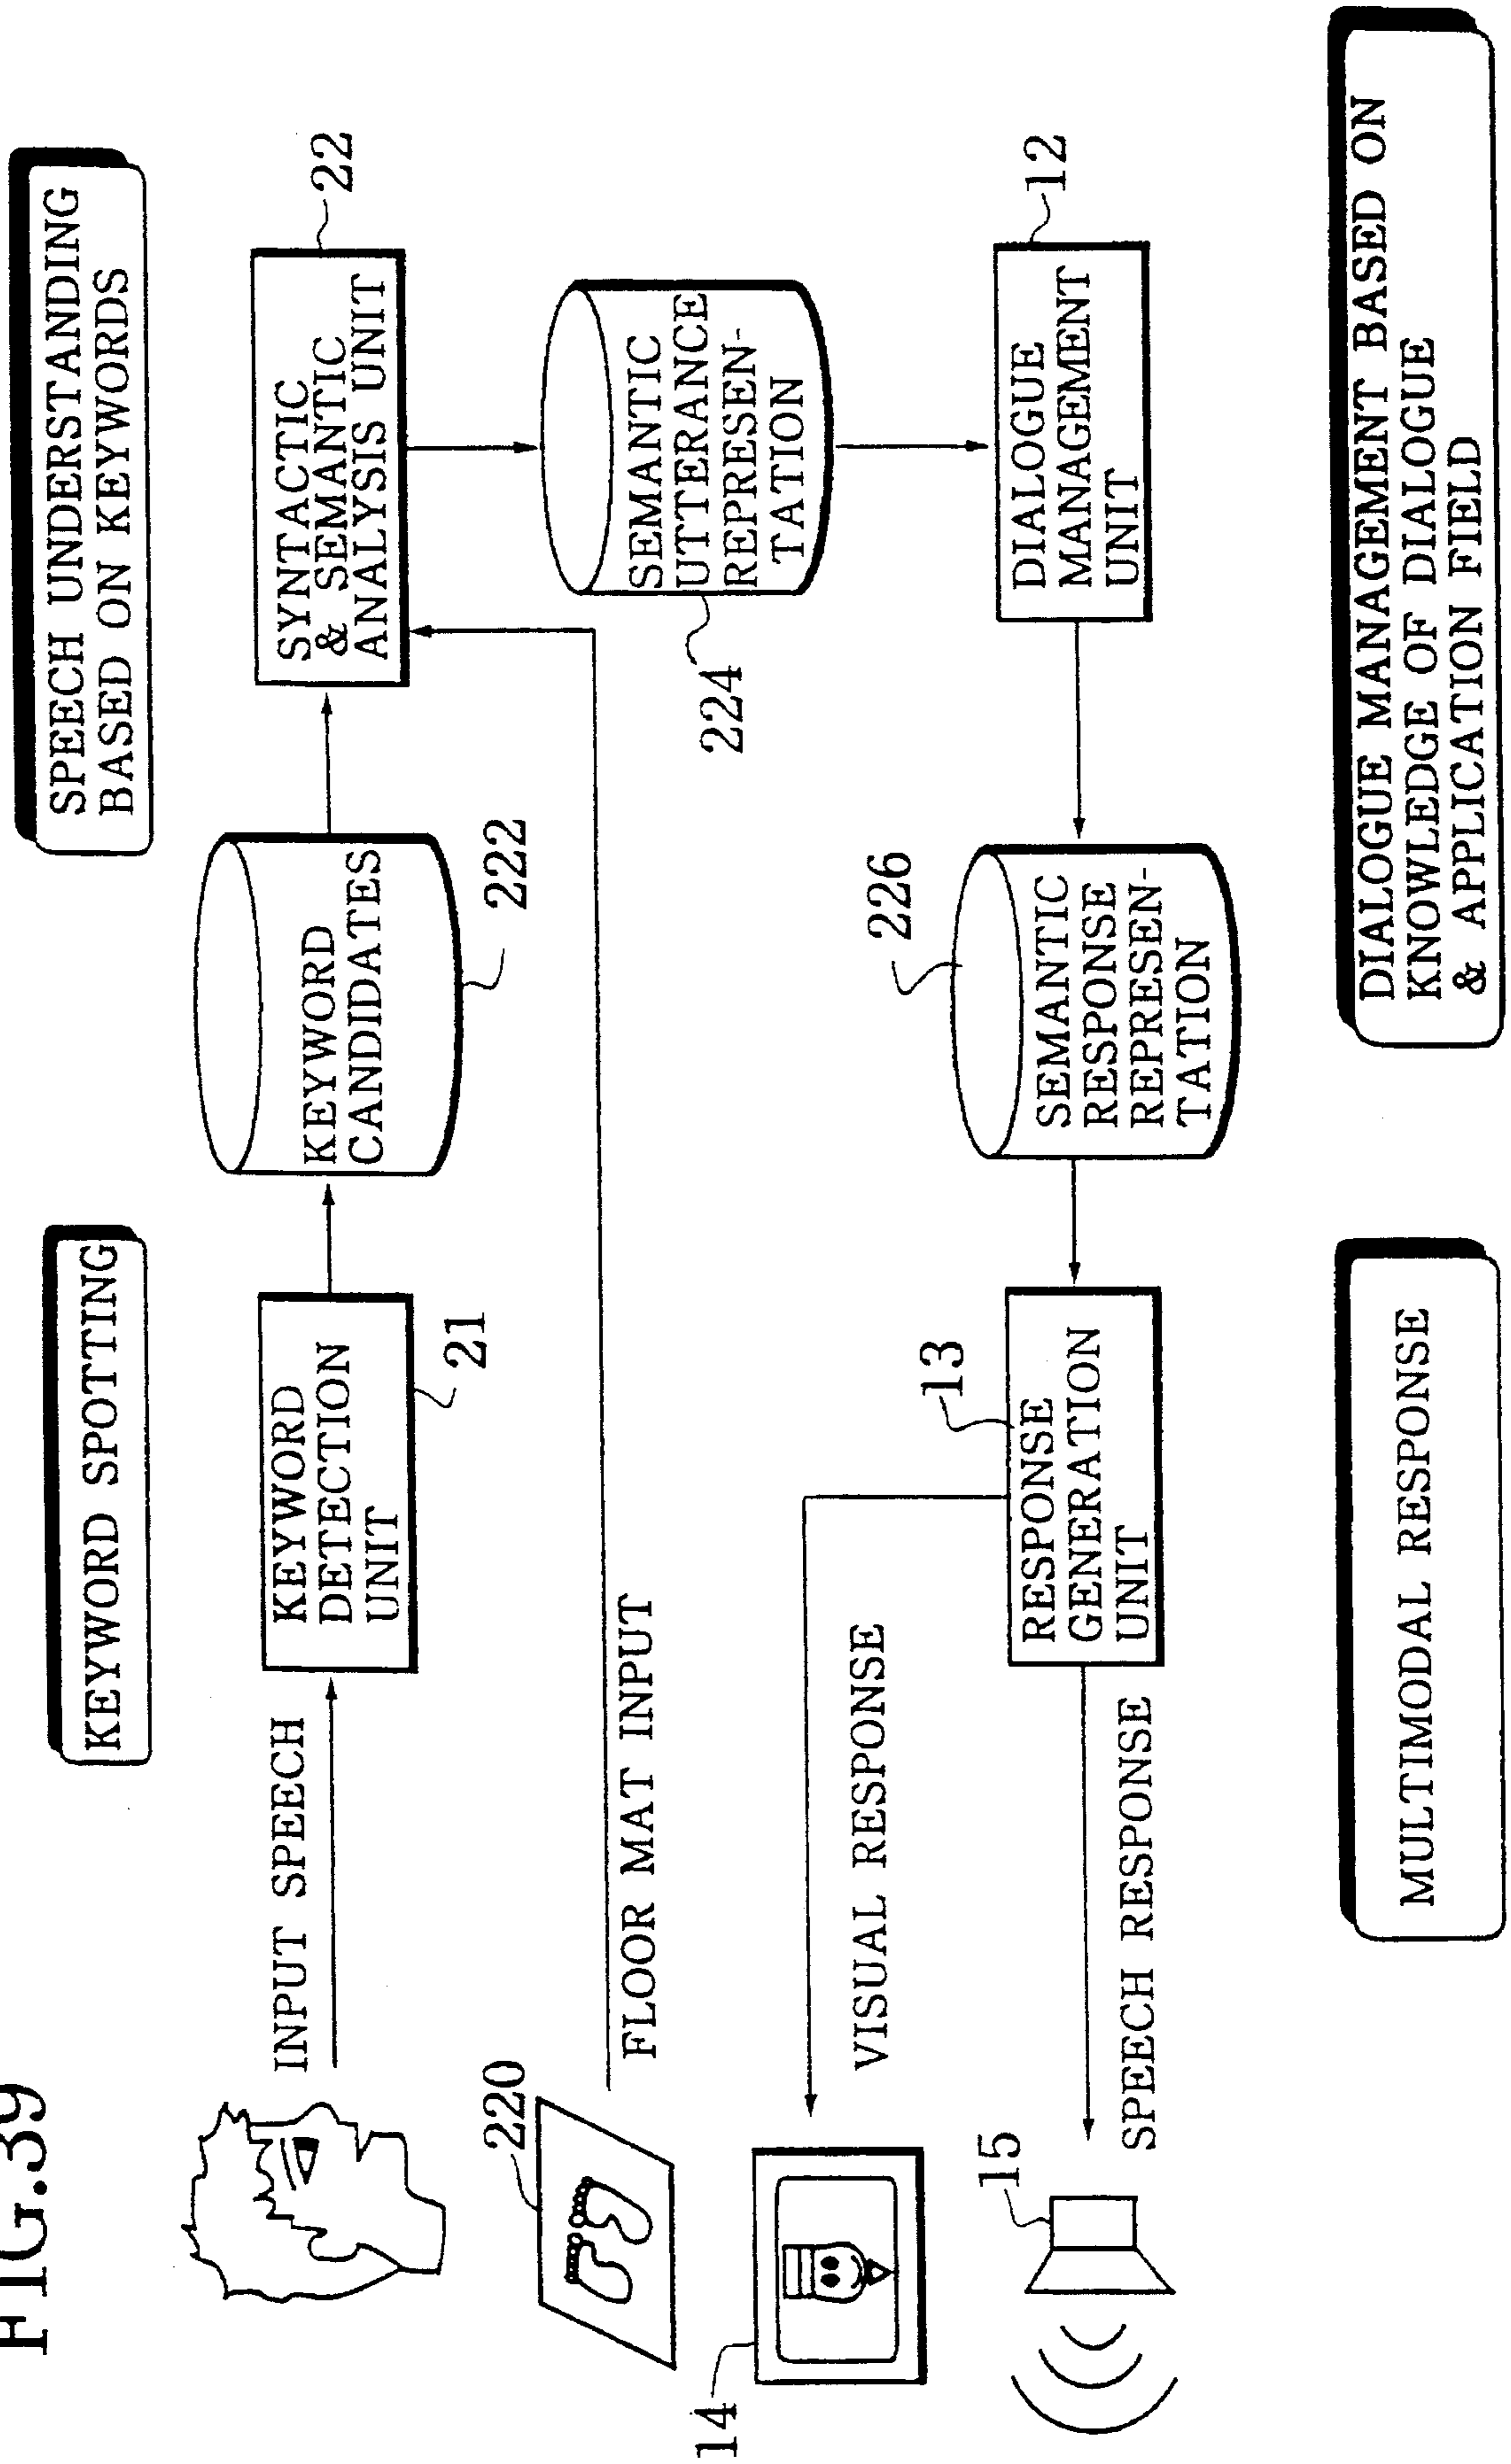 FIG.39
KEYWORD SPOTTING
SPEECH UNDERSTANDING
BASED ON KEYWORDS
INPUT SPEECH
KEYWORD
DETECTION
UNIT
21
KEYWORD
CANDIDATES
222
SYNTACTIC
& SEMANTIC
ANALYSIS UNIT
22
220
FLOOR MAT INPUT
SEMANTIC
UTTERANCE
REPRESEN-
TATION
224
14
VISUAL RESPONSE
15
SPEECH RESPONSE
RESPONSE
GENERATION
UNIT
13
SEMANTIC
RESPONSE
REPRESEN-
TATION
226
DIALOGUE
MANAGEMENT
UNIT
12
MULTIMODAL RESPONSE
DIALOGUE MANAGEMENT BASED ON
KNOWLEDGE OF DIALOGUE
& APPLICATION FIELD